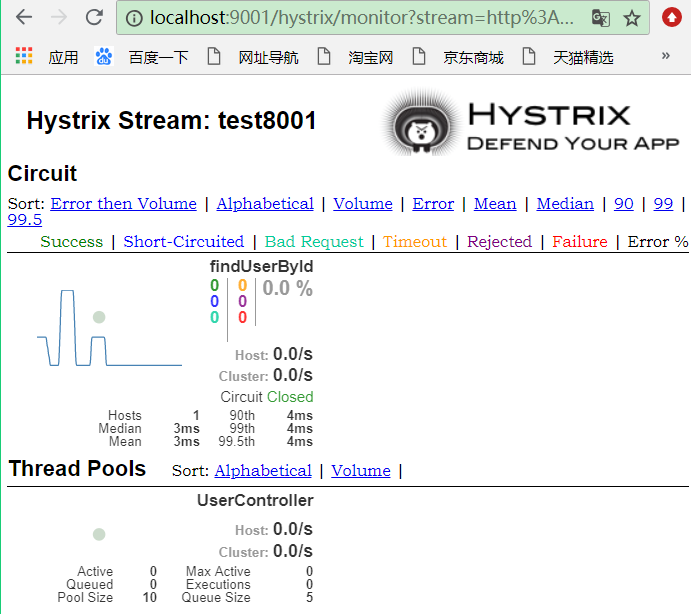 localhost:9001/hystrix/monitor?stream=http%3A...
应用 百度一下 网址导航 淘宝网 京东商城 天猫精选 »
Hystrix Stream: test8001
HYSTRIX
DEFEND YOUR APP
Circuit
Sort: Error then Volume | Alphabetical | Volume | Error | Mean | Median | 90 | 99 |
99.5
Success | Short-Circuited | Bad Request | Timeout | Rejected | Failure | Error %
findUserById
0 0 0.0 %
0 0
0 0
Host: 0.0/s
Cluster: 0.0/s
Circuit Closed
Hosts 1 90th 4ms
Median 3ms 99th 4ms
Mean 3ms 99.5th 4ms
Thread Pools Sort: Alphabetical | Volume |
UserController
Host: 0.0/s
Cluster: 0.0/s
Active 0 Max Active 0
Queued 0 Executions 0
Pool Size 10 Queue Size 5